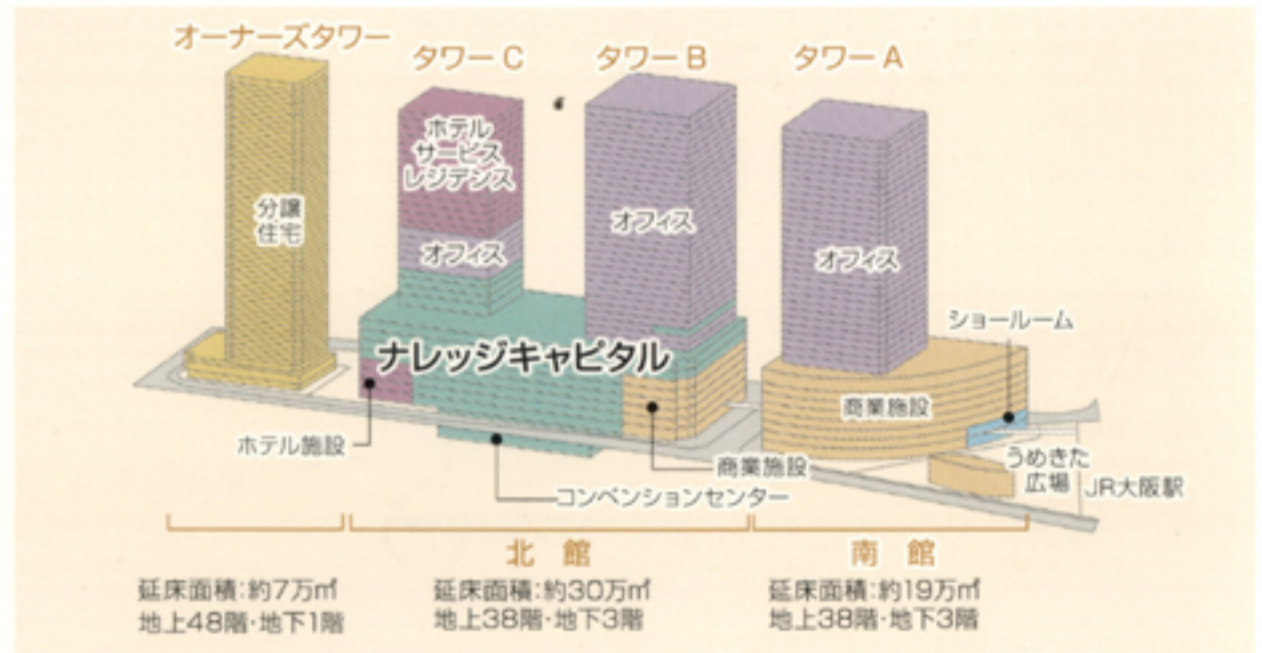 オーナーズタワー
タワーC
タワーB
タワーA
ホテル
サービス
レジデンス
オフィス
分譲
住宅
オフィス
オフィス
ショールーム
ナレッジキャピタル
商業施設
ホテル施設
商業施設
コンベンションセンター
うめきた
広場
JR大阪駅
北館
南館
延床面積:約7万㎡
地上48階・地下1階
延床面積:約30万㎡
地上38階・地下3階
延床面積:約19万㎡
地上38階・地下3階